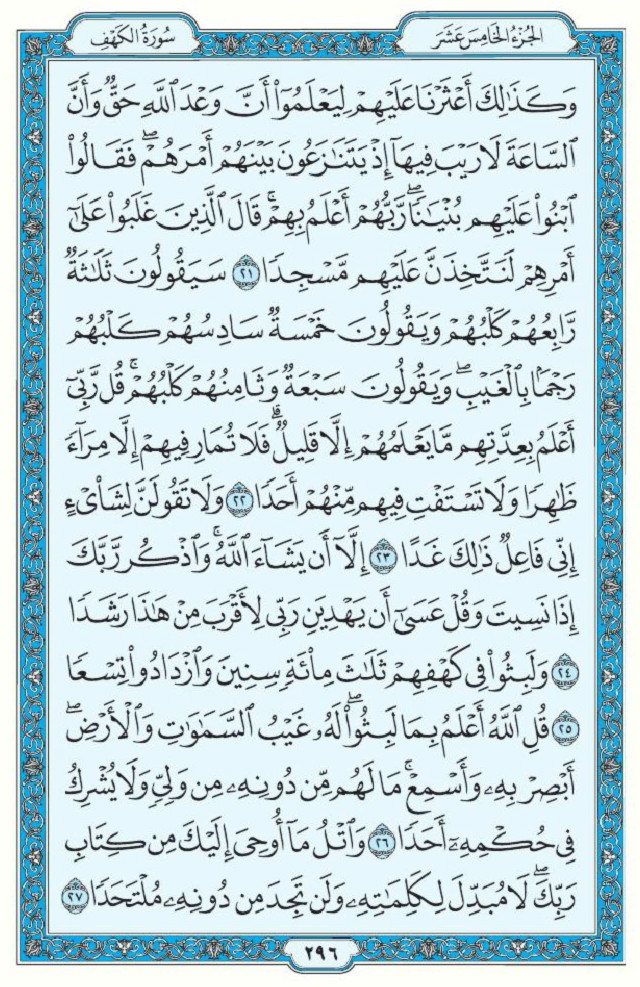 الجزء الخامس عشر
سورة الكهف
وَكَذَٰلِكَ أَعْثَرْنَا عَلَيْهِمْ لِيَعْلَمُوٓا۟ أَنَّ وَعْدَ ٱللَّهِ حَقٌّ وَأَنَّ
ٱلسَّاعَةَ لَا رَيْبَ فِيهَآ إِذْ يَتَنَٰزَعُونَ بَيْنَهُمْ أَمْرَهُمْ ۖ فَقَالُوا۟
ٱبْنُوا۟ عَلَيْهِم بُنْيَٰنًا ۖ رَّبُّهُمْ أَعْلَمُ بِهِمْ ۚ قَالَ ٱلَّذِينَ غَلَبُوا۟ عَلَىٰٓ
أَمْرِهِمْ لَنَتَّخِذَنَّ عَلَيْهِم مَّسْجِدًا ٢١ سَيَقُولُونَ ثَلَٰثَةٌ
رَّابِعُهُمْ كَلْبُهُمْ وَيَقُولُونَ خَمْسَةٌ سَادِسُهُمْ كَلْبُهُمْ
رَجْمًۢا بِٱلْغَيْبِ ۖ وَيَقُولُونَ سَبْعَةٌ وَثَامِنُهُمْ كَلْبُهُمْ ۚ قُل رَّبِّىٓ
أَعْلَمُ بِعِدَّتِهِم مَّا يَعْلَمُهُمْ إِلَّا قَلِيلٌ ۗ فَلَا تُمَارِ فِيهِمْ إِلَّا مِرَآءً
ظَٰهِرًا وَلَا تَسْتَفْتِ فِيهِم مِّنْهُمْ أَحَدًا ٢٢ وَلَا تَقُولَنَّ لِشَا۟ىْءٍ
إِنِّى فَاعِلٌ ذَٰلِكَ غَدًا ٢٣ إِلَّآ أَن يَشَآءَ ٱللَّهُ ۚ وَٱذْكُر رَّبَّكَ
إِذَا نَسِيتَ وَقُلْ عَسَىٰٓ أَن يَهْدِيَنِ رَبِّى لِأَقْرَبَ مِنْ هَٰذَا رَشَدًا
٢٤ وَلَبِثُوا۟ فِى كَهْفِهِمْ ثَلَٰثَ مِا۟ئَةٍ سِنِينَ وَٱزْدَادُوا۟ تِسْعًا
٢٥ قُلِ ٱللَّهُ أَعْلَمُ بِمَا لَبِثُوا۟ ۖ لَهُۥ غَيْبُ ٱلسَّمَٰوَٰتِ وَٱلْأَرْضِ ۖ
أَبْصِرْ بِهِۦ وَأَسْمِعْ ۚ مَا لَهُم مِّن دُونِهِۦ مِن وَلِىٍّ وَلَا يُشْرِكُ
فِى حُكْمِهِۦٓ أَحَدًا ٢٦ وَٱتْلُ مَآ أُوحِىَ إِلَيْكَ مِن كِتَابِ
رَبِّكَ ۖ لَا مُبَدِّلَ لِكَلِمَٰتِهِۦ وَلَن تَجِدَ مِن دُونِهِۦ مُلْتَحَدًا ٢٧
٢٩٦